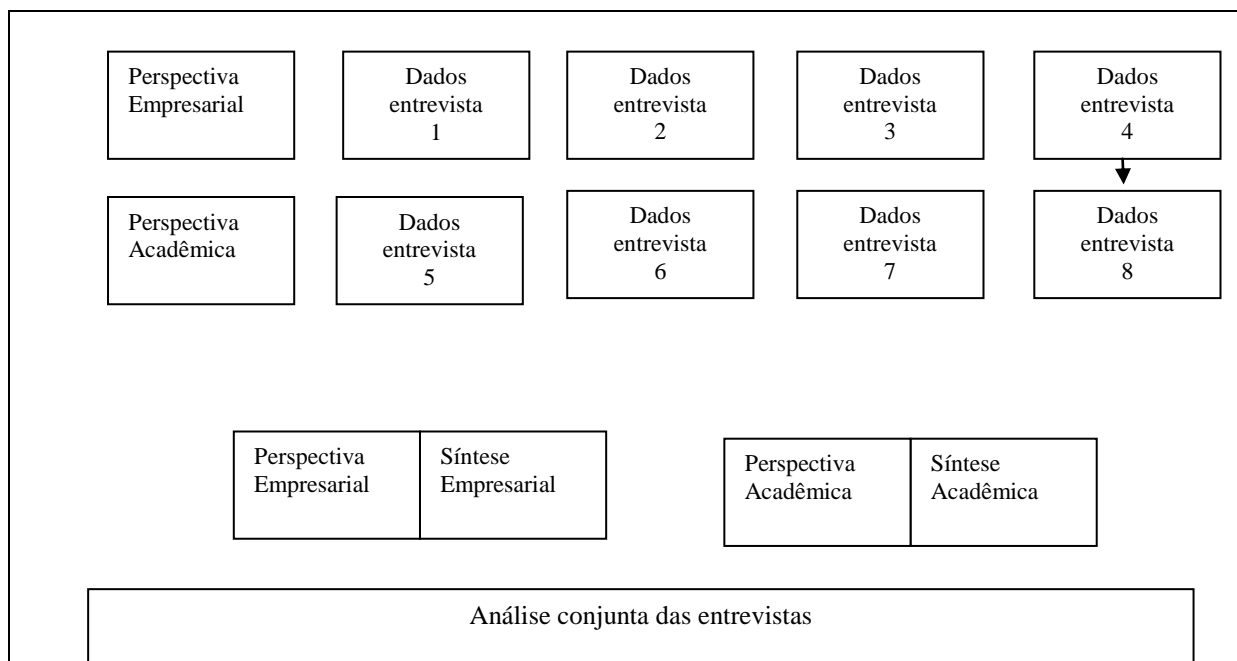 Perspectiva
Empresarial
Dados
entrevista
1
Dados
entrevista
2
Dados
entrevista
3
Dados
entrevista
4
Perspectiva
Acadêmica
Dados
entrevista
5
Dados
entrevista
6
Dados
entrevista
7
Dados
entrevista
8
Perspectiva
Empresarial
Síntese
Empresarial
Perspectiva
Acadêmica
Síntese
Acadêmica
Análise conjunta das entrevistas